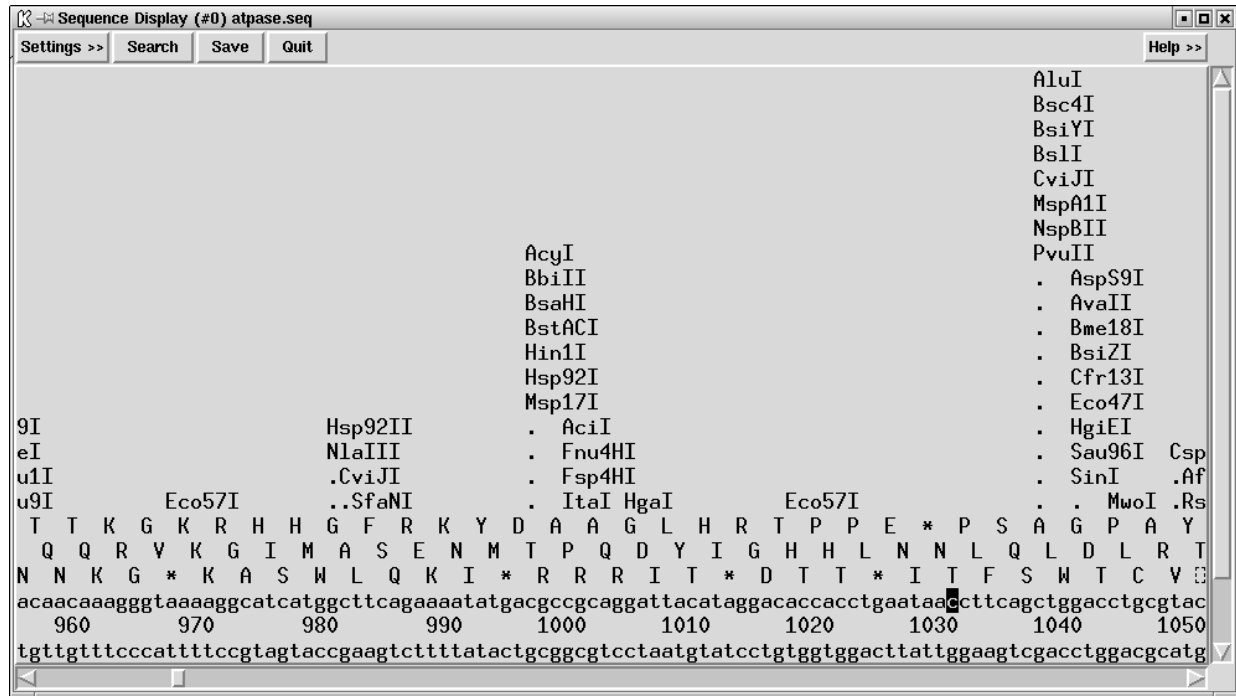 Sequence Display (#0) atpase.seq
Settings >> Search Save Quit Help >>
AluI
Bsc4I
BsiYI
BslI
CviJI
MspA1I
NspBII
AcyI PvuII
BbiII . AspS9I
BsaHI . AvaII
BstACI . Bme18I
Hin1I . BsiZI
Hsp92I . Cfr13I
Msp17I . Eco47I
9I Hsp92II . AciI . HgiEI
eI NlaIII . Fnu4HI . Sau96I Csp
u1I .CviJI . Fsp4HI . SinI .Af
u9I Eco57I ..SfaNI . ItaI HgaI Eco57I . . MwoI .Rs
T T K G K R H H G F R K Y D A A G L H R T P P E * P S A G P A Y
Q Q R V K G I M A S E N M T P Q D Y I G H H L N N L Q L D L R T
N N K G * K A S W L Q K I * R R R I T * D T T * I T F S W T C V
acaacaaagggtaaaaggcatcatggcttcagaaaatatgacgccgcaggattacataggacaccacctgaataaccttcagctggacctgcgtac
960 970 980 990 1000 1010 1020 1030 1040 1050
tgttgtttcccattttccgtagtaccgaagtcttttatactgcggcgtcctaatgtatcctgtggtggacttattggaagtcgacctggacgcatg